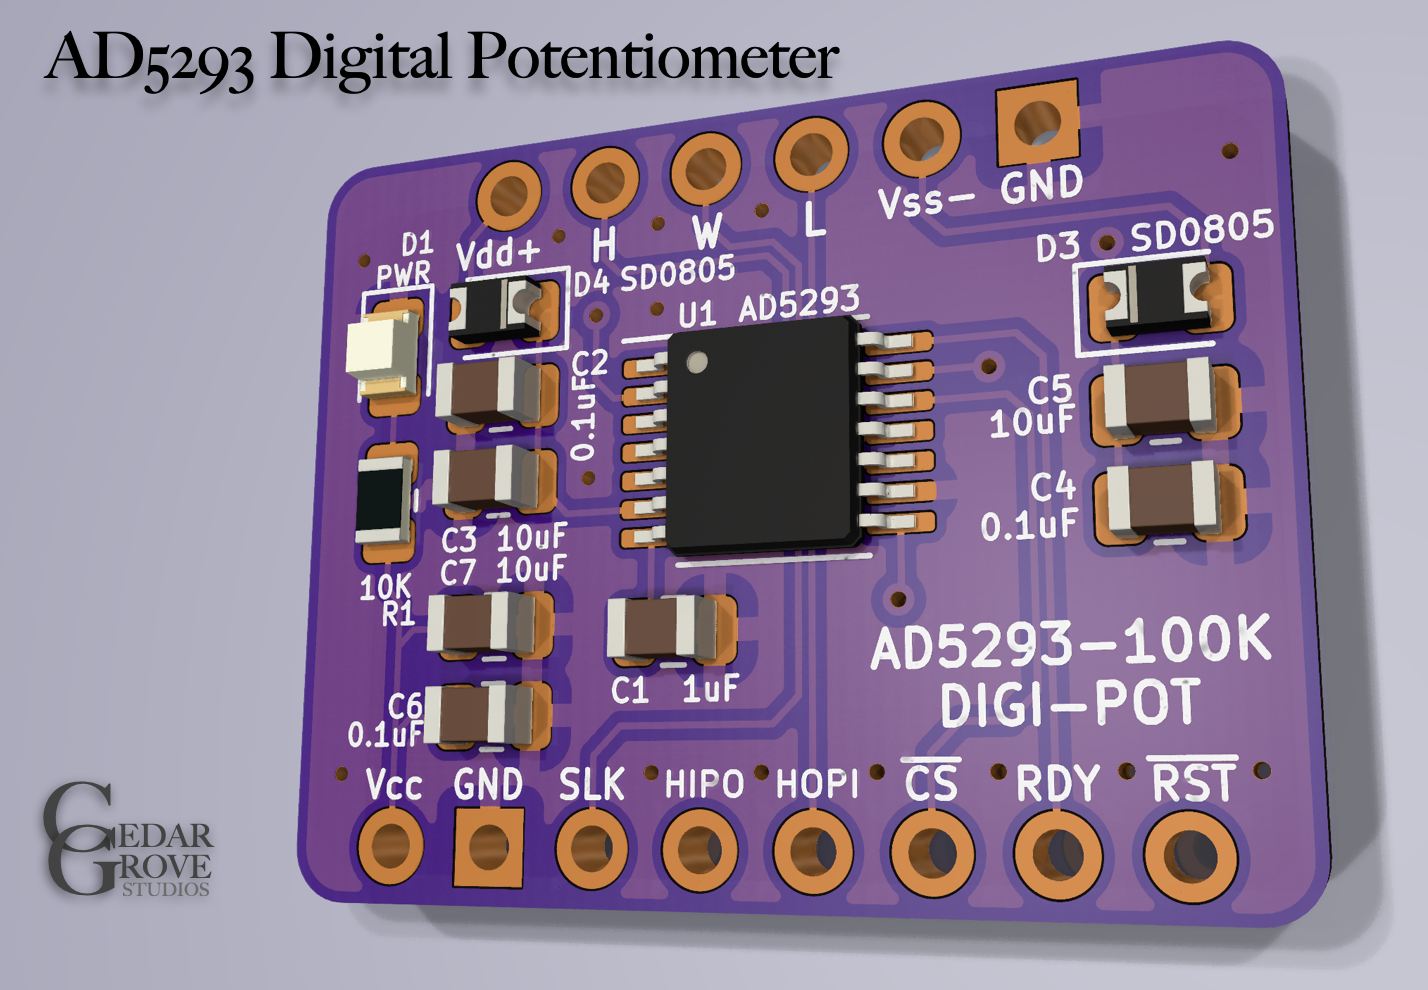 AD5293 Digital Potentiometer
Vdd+ H W L Vss- GND
D1
PWR
D4 SD0805
D3 SD0805
U1 AD5293
C2
0.1uF
C5
10uF
C4
0.1uF
C3 10uF
C7 10uF
10K
R1
C1 1uF
C6
0.1uF
AD5293-100K
DIGI-POT
Vcc GND SLK HIPO HOPI CS RDY RST
CEDAR
GROVE
STUDIOS